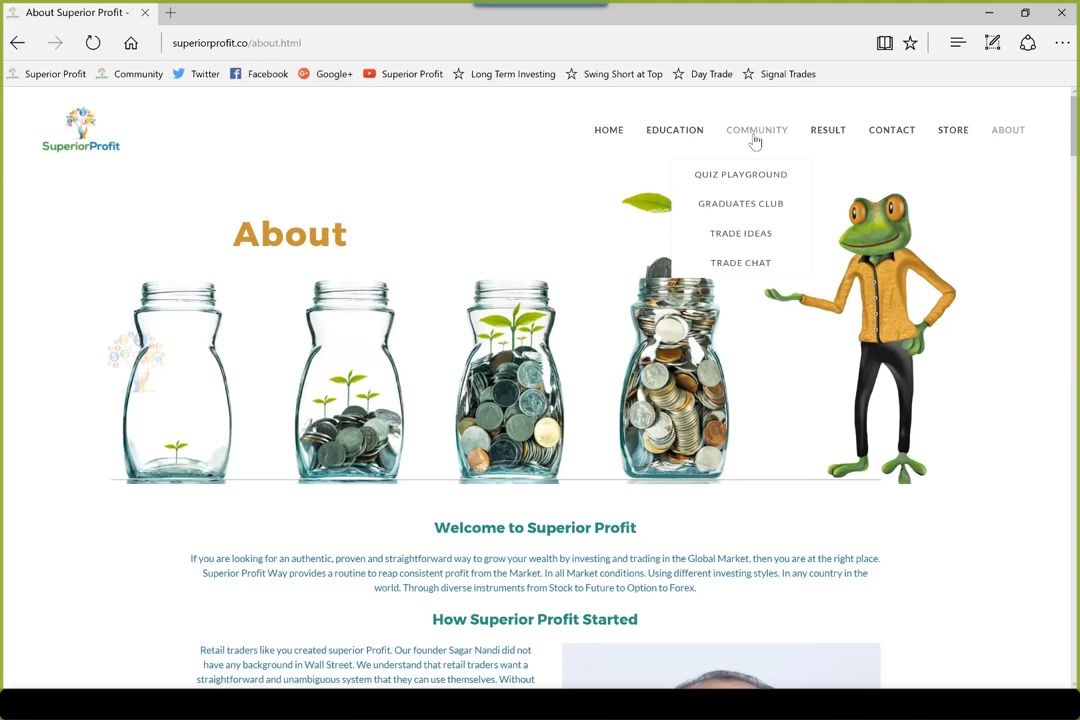 About Superior Profit -
superiorprofit.co/about.html
Superior Profit Community Twitter Facebook Google+ Superior Profit Long Term Investing Swing Short at Top Day Trade Signal Trades
SuperiorProfit
HOME EDUCATION COMMUNITY RESULT CONTACT STORE ABOUT
QUIZ PLAYGROUND
GRADUATES CLUB
TRADE IDEAS
TRADE CHAT
About
Welcome to Superior Profit
If you are looking for an authentic, proven and straightforward way to grow your wealth by investing and trading in the Global Market, then you are at the right place.
Superior Profit Way provides a routine to reap consistent profit from the Market. In all Market conditions. Using different investing styles. In any country in the
world. Through diverse instruments from Stock to Future to Option to Forex.
How Superior Profit Started
Retail traders like you created superior Profit. Our founder Sagar Nandi did not
have any background in Wall Street. We understand that retail traders want a
straightforward and unambiguous system that they can use themselves. Without